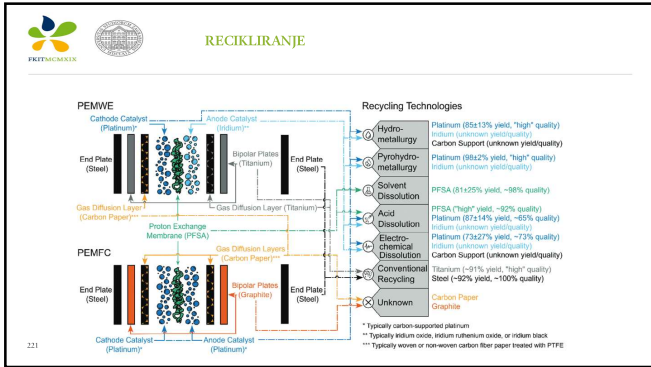 FKITMCMXIX
RECIKLIRANJE
PEMWE
Cathode Catalyst
(Platinum)*
Anode Catalyst
(Iridium)**
End Plate
(Steel)
Bipolar Plates
(Titanium)
End Plate
(Steel)
Gas Diffusion Layer
(Carbon Paper)***
Gas Diffusion Layer (Titanium)
Proton Exchange
Membrane (PFSA)
PEMFC
Gas Diffusion Layers
(Carbon Paper)***
End Plate
(Steel)
Bipolar Plates
(Graphite)
End Plate
(Steel)
Cathode Catalyst
(Platinum)*
Anode Catalyst
(Platinum)*
Recycling Technologies
Hydro-
metallurgy
Platinum (85±13% yield, "high" quality)
Iridium (unknown yield/quality)
Carbon Support (unknown yield/quality)
Pyrohydro-
metallurgy
Platinum (98±2% yield, "high" quality)
Iridium (unknown yield/quality)
Solvent
Dissolution
PFSA (81±25% yield, ~98% quality)
Acid
Dissolution
PFSA ("high" yield, ~92% quality)
Platinum (87±14% yield, ~65% quality)
Iridium (unknown yield/quality)
Electro-
chemical
Dissolution
Platinum (73±27% yield, ~73% quality)
Iridium (unknown yield/quality)
Carbon Support (unknown yield/quality)
Conventional
Recycling
Titanium (~91% yield, "high" quality)
Steel (~92% yield, ~100% quality)
Unknown
Carbon Paper
Graphite
* Typically carbon-supported platinum
** Typically iridium oxide, iridium ruthenium oxide, or iridium black
*** Typically woven or non-woven carbon fiber paper treated with PTFE
221